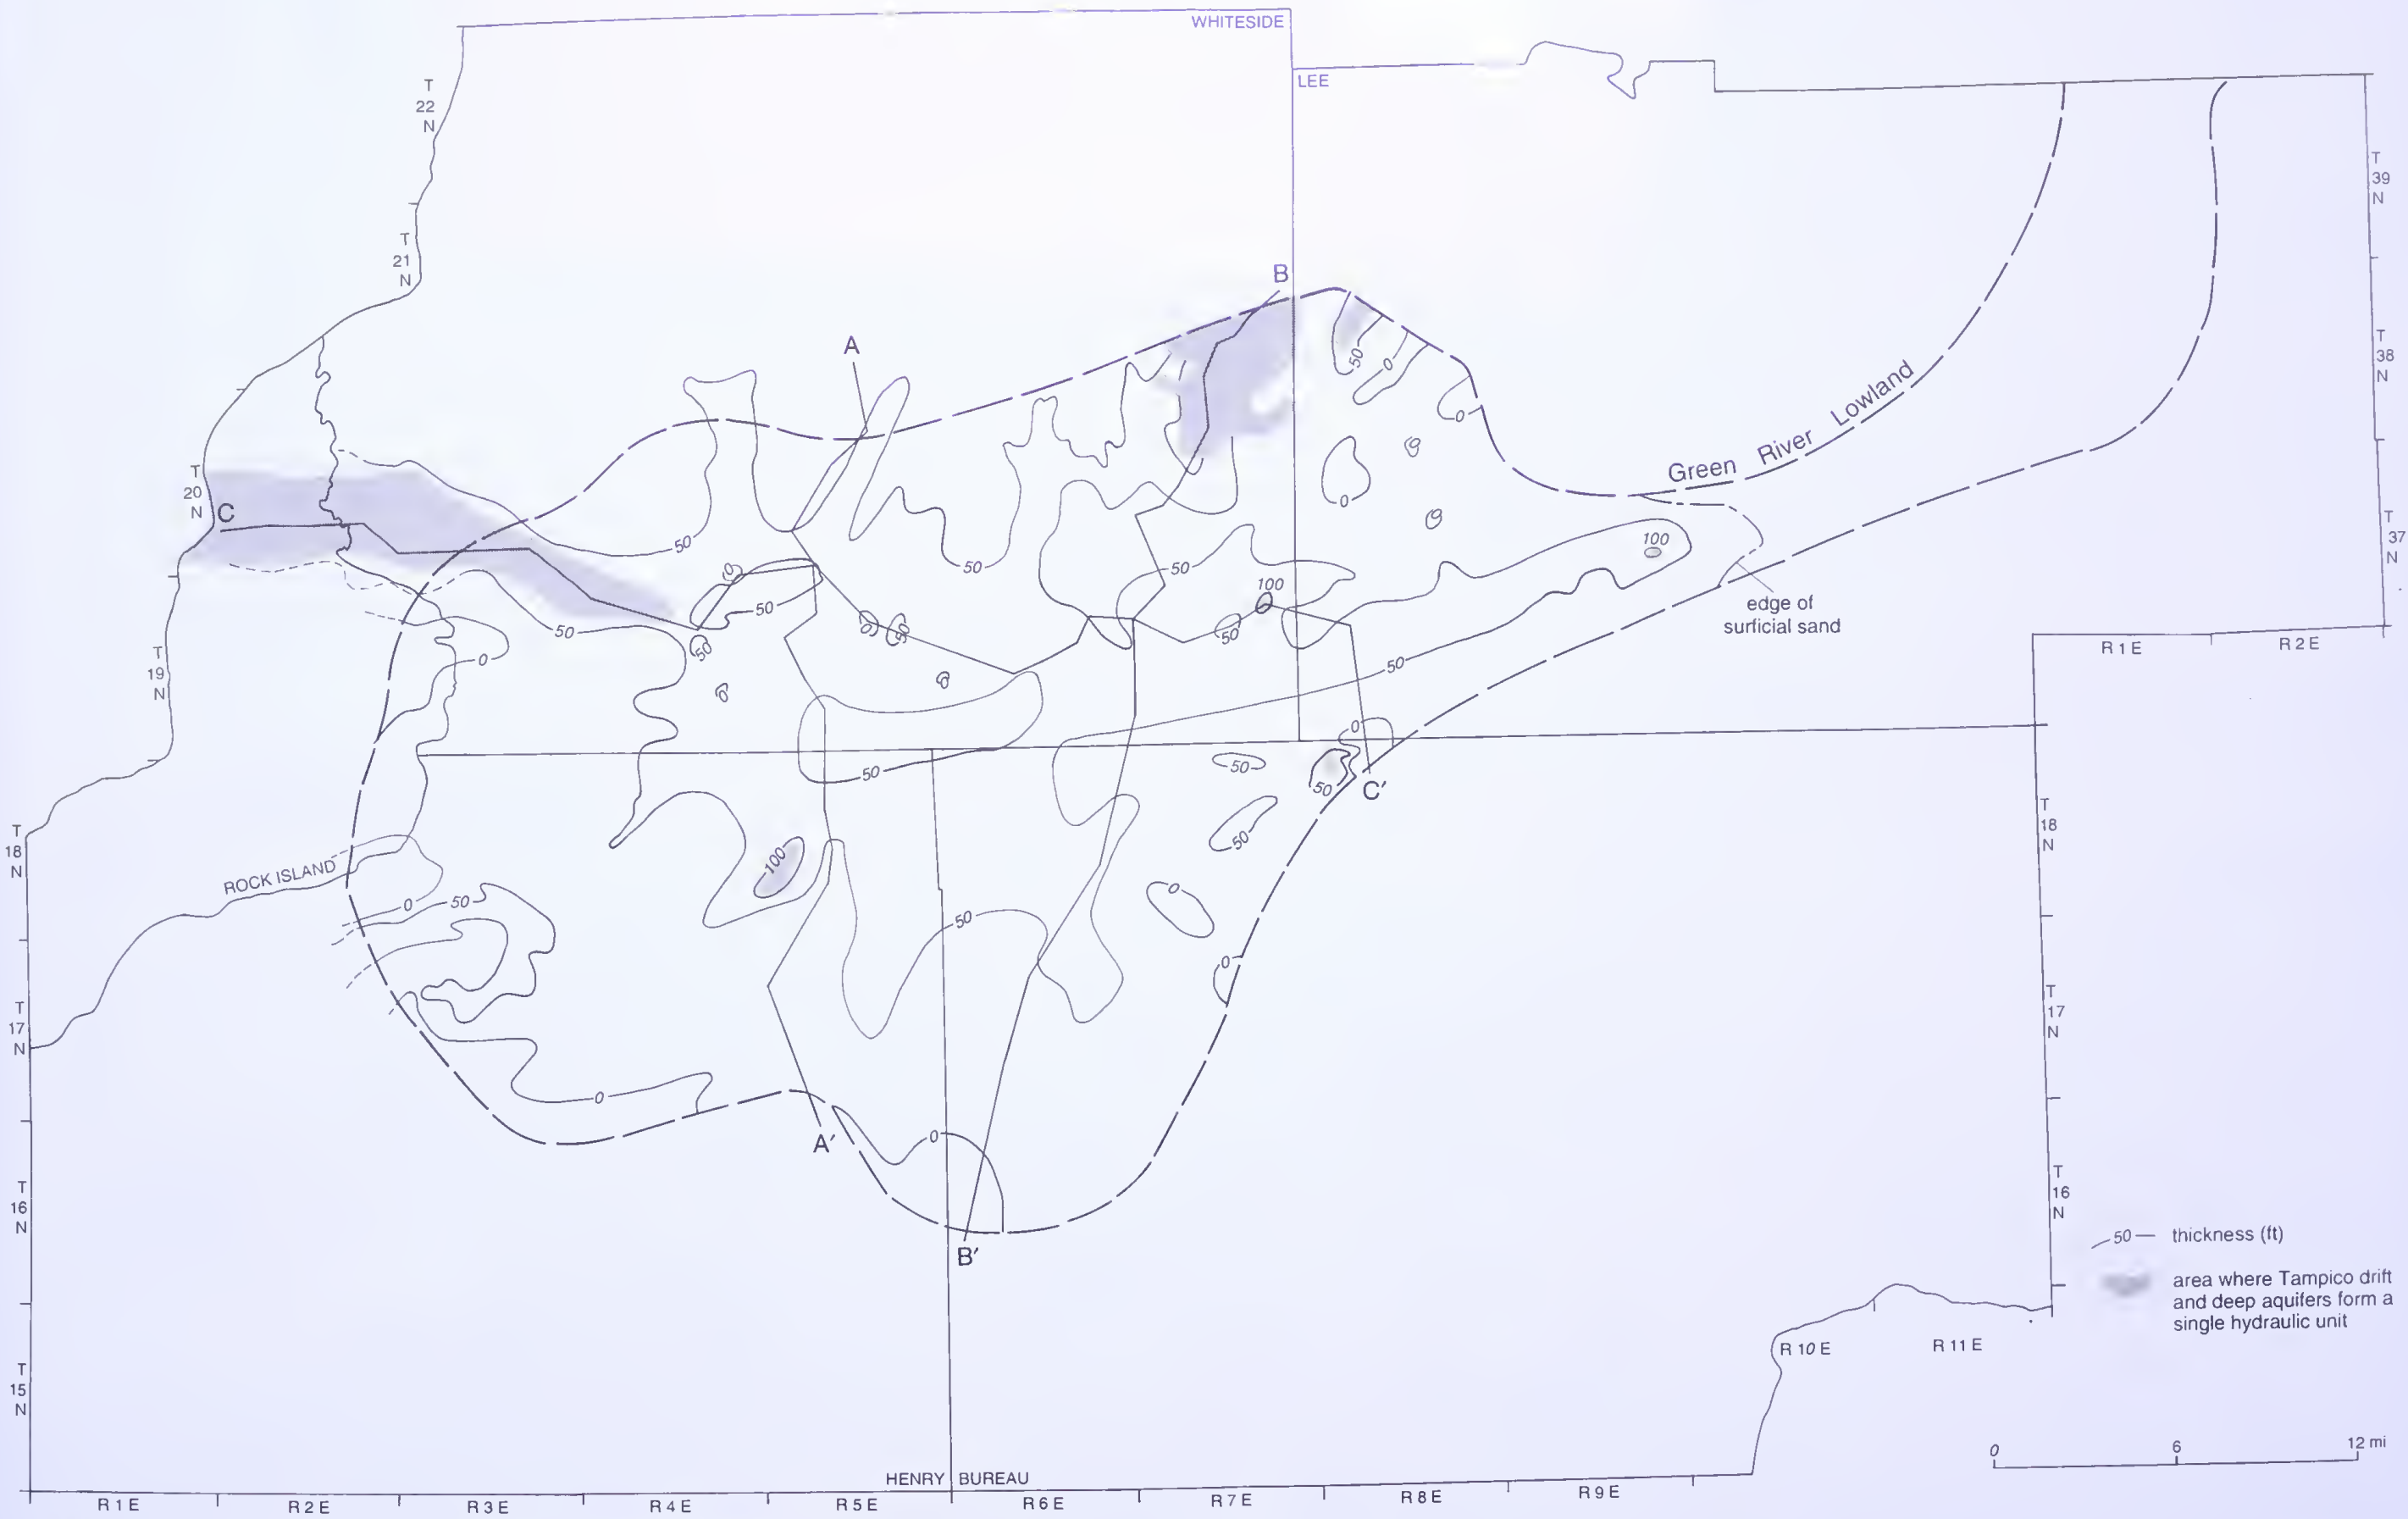 WHITESIDE
LEE
T
22
N
T
21
N
T
39
N
B
A
T
38
N
50
0
0
Green River Lowland
T
20
N
C
0
T
37
N
100
50
50
50
100
edge of
surficial sand
50
50
50
50
50
0
50
T
19
N
R 1 E
R 2 E
0
50
50
50
C'
T
18
N
T
18
N
50
100
ROCK ISLAND
0
50
50
0
0
T
17
N
T
17
N
0
A'
0
T
16
N
T
16
N
B'
50
thickness (ft)
area where Tampico drift
and deep aquifers form a
single hydraulic unit
R 10 E
R 11 E
T
15
N
0
6
12 mi
HENRY
BUREAU
R 1 E
R 2 E
R 3 E
R 4 E
R 5 E
R 6 E
R 7 E
R 8 E
R 9 E